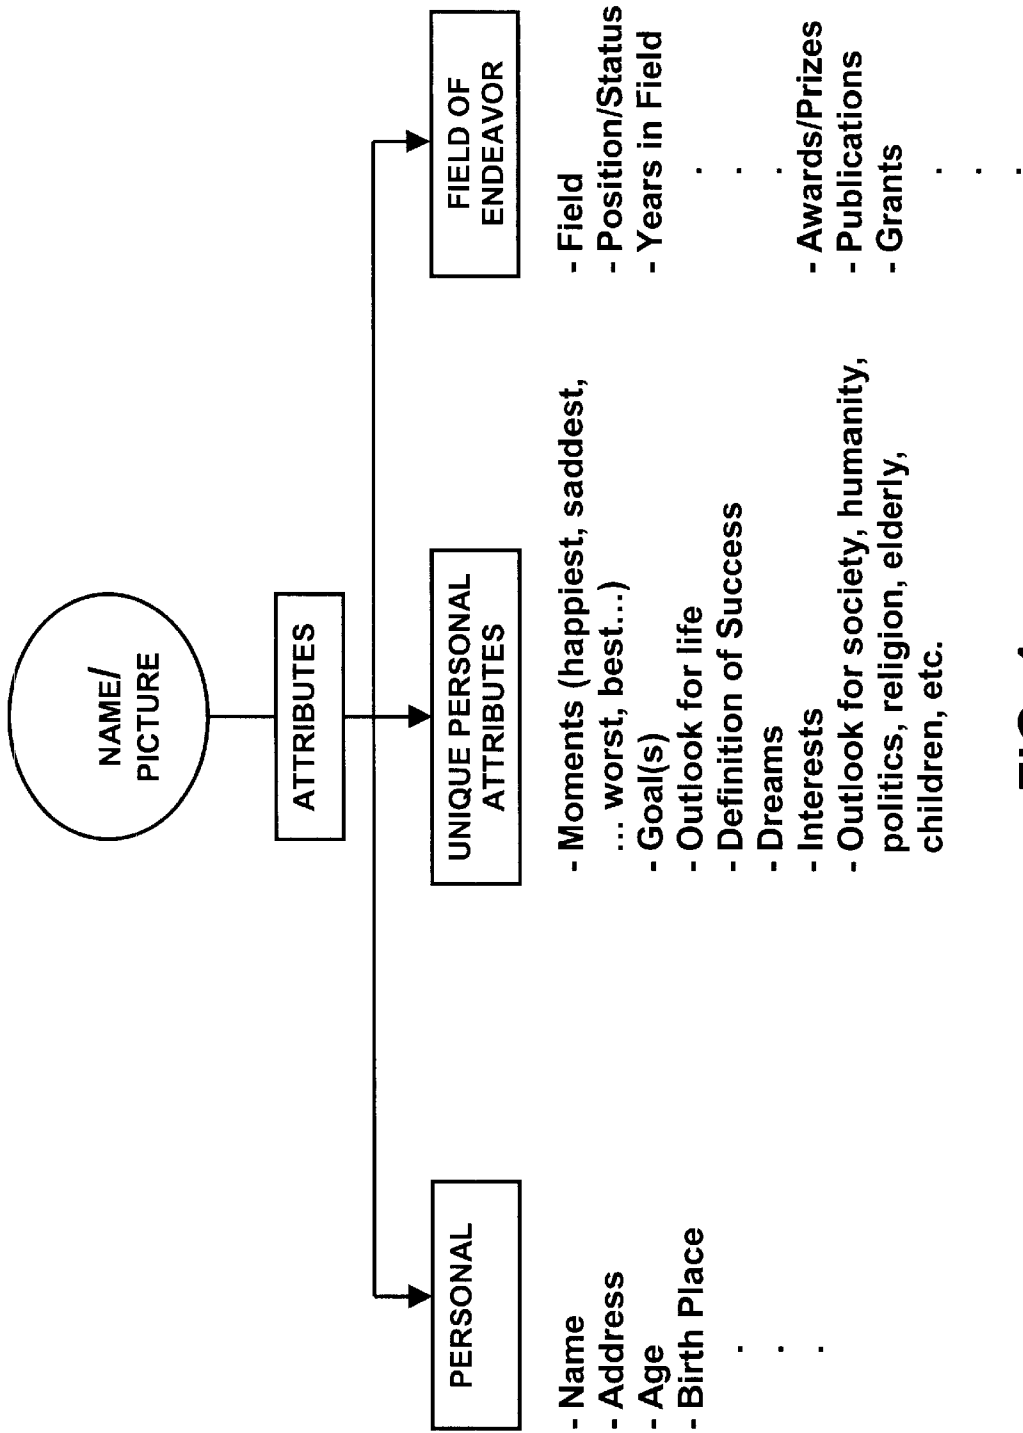 NAME/
PICTURE
ATTRIBUTES
PERSONAL
- Name
- Address
- Age
- Birth Place
.
.
.
UNIQUE PERSONAL
ATTRIBUTES
- Moments (happiest, saddest,
... worst, best...)
- Goal(s)
- Outlook for life
- Definition of Success
- Dreams
- Interests
- Outlook for society, humanity,
politics, religion, elderly,
children, etc.
FIELD OF
ENDEAVOR
- Field
- Position/Status
- Years in Field
.
.
.
- Awards/Prizes
- Publications
- Grants
.
.
.